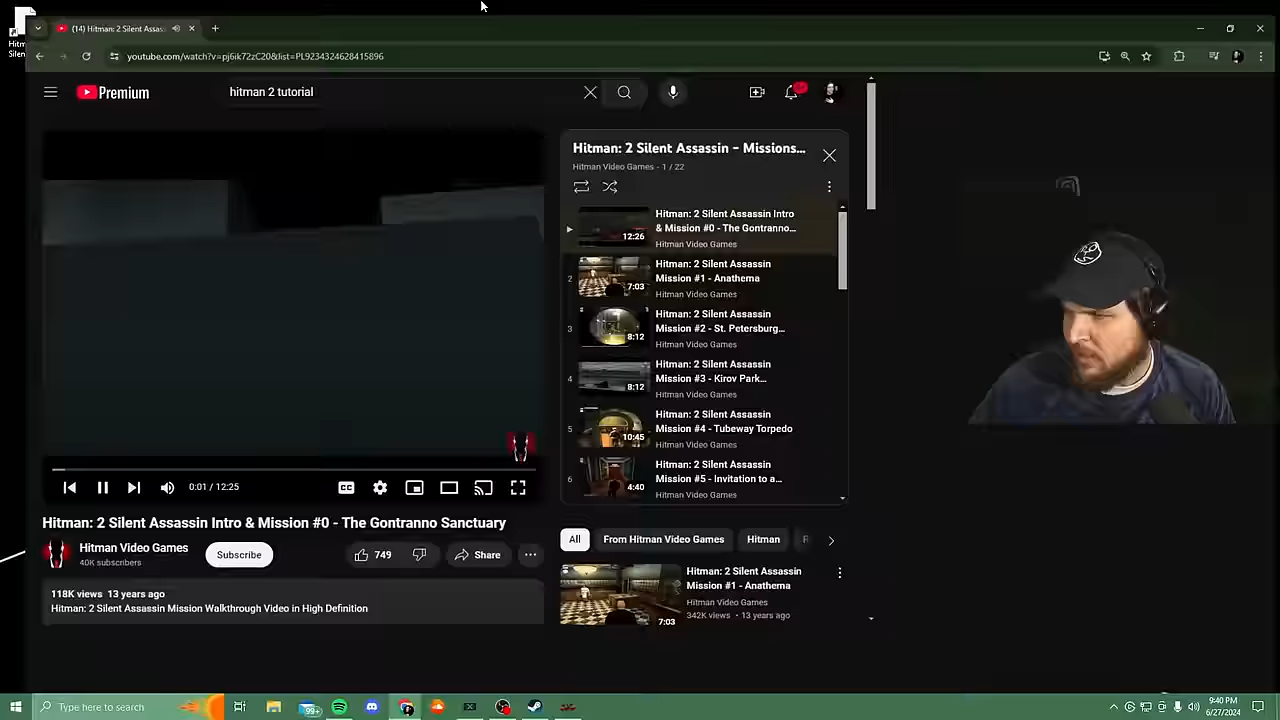 Hitm
Silen
(14) Hitman: 2 Silent Assas
youtube.com/watch?v=pj6ik72zC20&list=PL9234324628415896
Premium
hitman 2 tutorial
Hitman: 2 Silent Assassin - Missions...
Hitman Video Games - 1 / 22
12:26
Hitman: 2 Silent Assassin Intro
& Mission #0 - The Gontranno...
Hitman Video Games
2
7:03
Hitman: 2 Silent Assassin
Mission #1 - Anathema
Hitman Video Games
3
8:12
Hitman: 2 Silent Assassin
Mission #2 - St. Petersburg...
Hitman Video Games
4
8:12
Hitman: 2 Silent Assassin
Mission #3 - Kirov Park...
Hitman Video Games
5
10:45
Hitman: 2 Silent Assassin
Mission #4 - Tubeway Torpedo
Hitman Video Games
6
4:40
Hitman: 2 Silent Assassin
Mission #5 - Invitation to a...
Hitman Video Games
0:01 / 12:25
CC
Hitman: 2 Silent Assassin Intro & Mission #0 - The Gontranno Sanctuary
Hitman Video Games
40K subscribers
Subscribe
749
Share
118K views 13 years ago
Hitman: 2 Silent Assassin Mission Walkthrough Video in High Definition
All
From Hitman Video Games
Hitman
R
7:03
Hitman: 2 Silent Assassin
Mission #1 - Anathema
Hitman Video Games
342K views • 13 years ago
Type here to search
99+
9:40 PM
6/27/2024